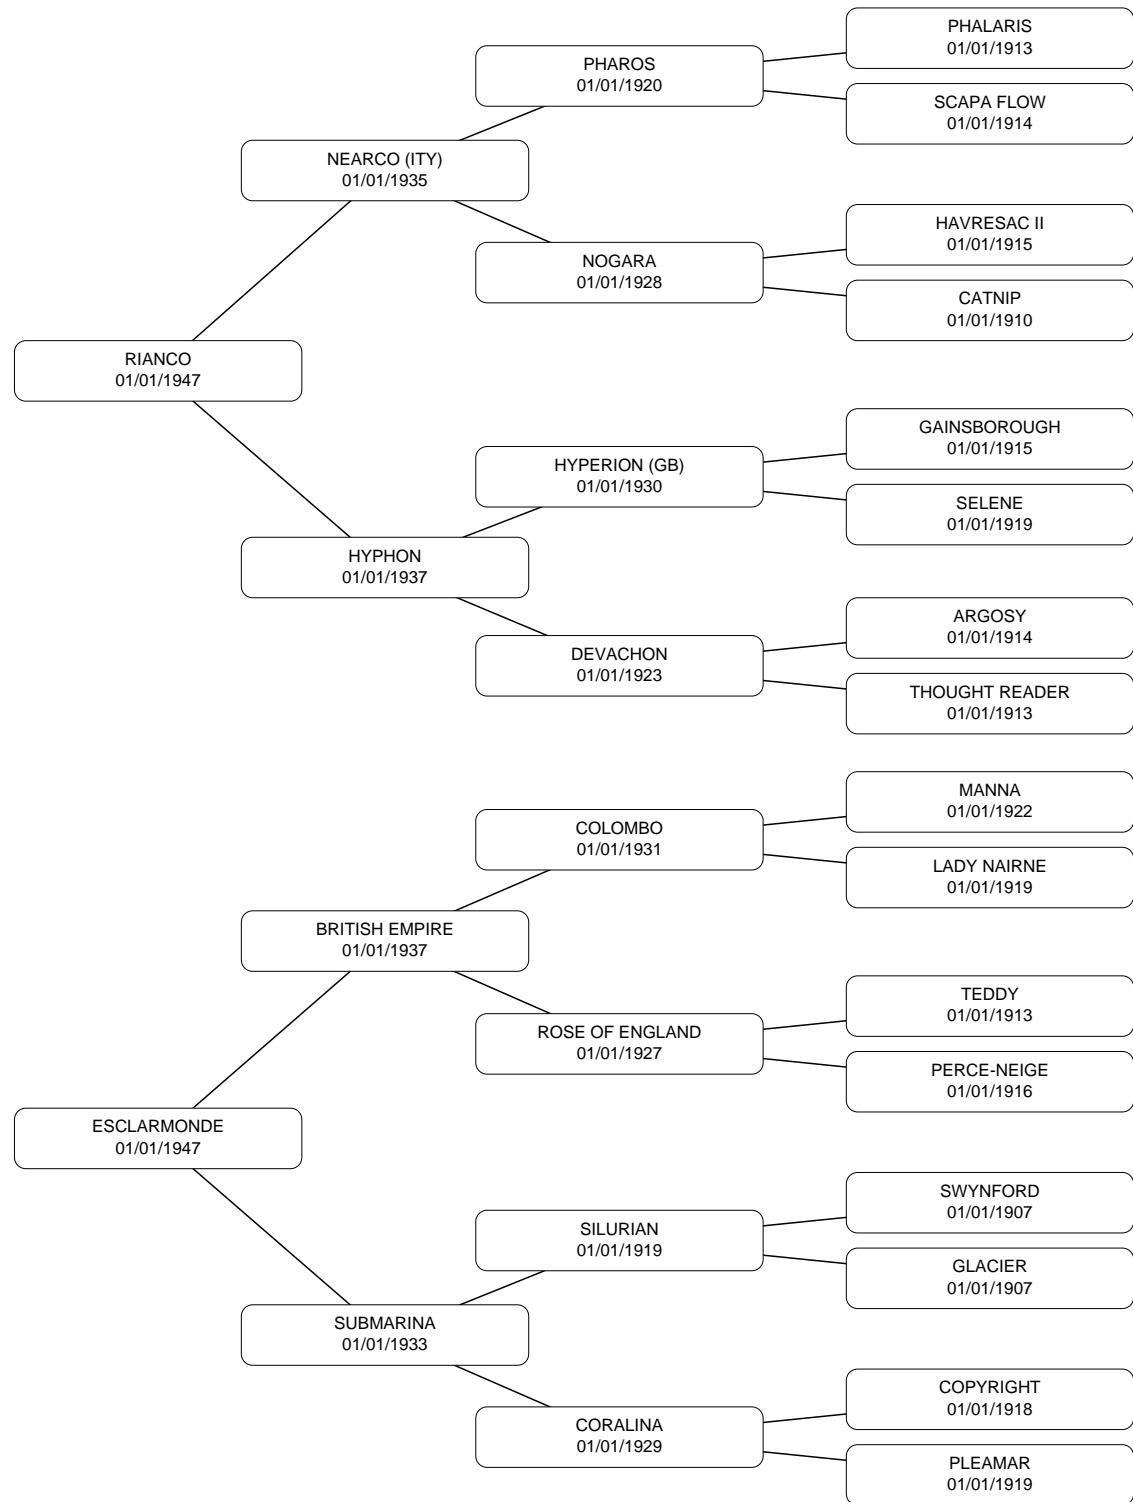 PHALARIS
01/01/1913
PHAROS
01/01/1920
SCAPA FLOW
01/01/1914
NEARCO (ITY)
01/01/1935
HAVRESAC II
01/01/1915
NOGARA
01/01/1928
CATNIP
01/01/1910
RIANCO
01/01/1947
GAINSBOROUGH
01/01/1915
HYPERION (GB)
01/01/1930
SELENE
01/01/1919
HYPHON
01/01/1937
ARGOSY
01/01/1914
DEVACHON
01/01/1923
THOUGHT READER
01/01/1913
MANNA
01/01/1922
COLOMBO
01/01/1931
LADY NAIRNE
01/01/1919
BRITISH EMPIRE
01/01/1937
TEDDY
01/01/1913
ROSE OF ENGLAND
01/01/1927
PERCE-NEIGE
01/01/1916
ESCLARMONDE
01/01/1947
SWYNFORD
01/01/1907
SILURIAN
01/01/1919
GLACIER
01/01/1907
SUBMARINA
01/01/1933
COPYRIGHT
01/01/1918
CORALINA
01/01/1929
PLEAMAR
01/01/1919